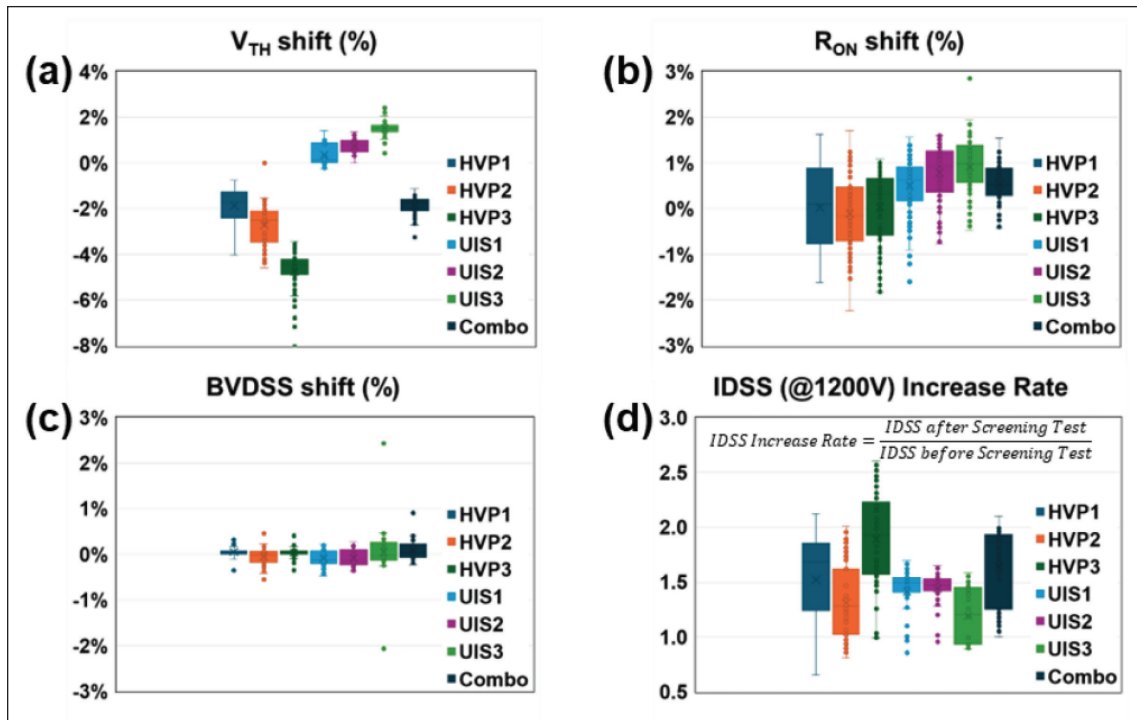 (a)
V_TH shift (%)
4%
2%
0%
-2%
-4%
-6%
-8%
HVP1
HVP2
HVP3
UIS1
UIS2
UIS3
Combo
(b)
R_ON shift (%)
3%
2%
1%
0%
-1%
-2%
-3%
HVP1
HVP2
HVP3
UIS1
UIS2
UIS3
Combo
(c)
BVDSS shift (%)
3%
2%
1%
0%
-1%
-2%
-3%
HVP1
HVP2
HVP3
UIS1
UIS2
UIS3
Combo
(d)
IDSS (@1200V) Increase Rate
IDSS Increase Rate = IDSS after Screening Test / IDSS before Screening Test
3.0
2.5
2.0
1.5
1.0
0.5
HVP1
HVP2
HVP3
UIS1
UIS2
UIS3
Combo